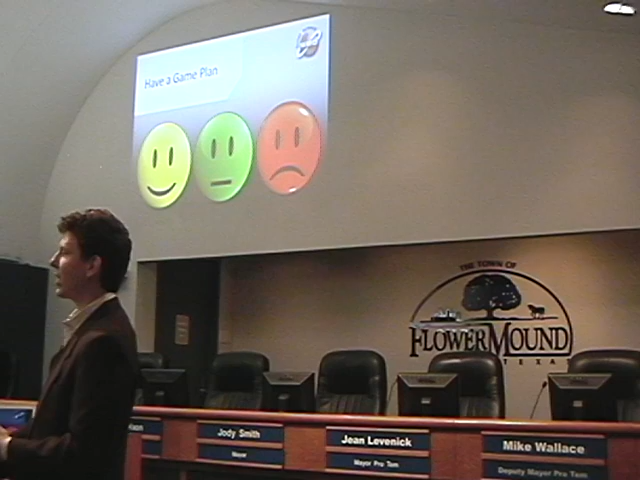 Have a Game Plan
THE TOWN OF
FLOWER MOUND
TEXAS
Jody Smith
Mayor
Jean Levenick
Mayor Pro Tem
Mike Wallace
Deputy Mayor Pro Tem